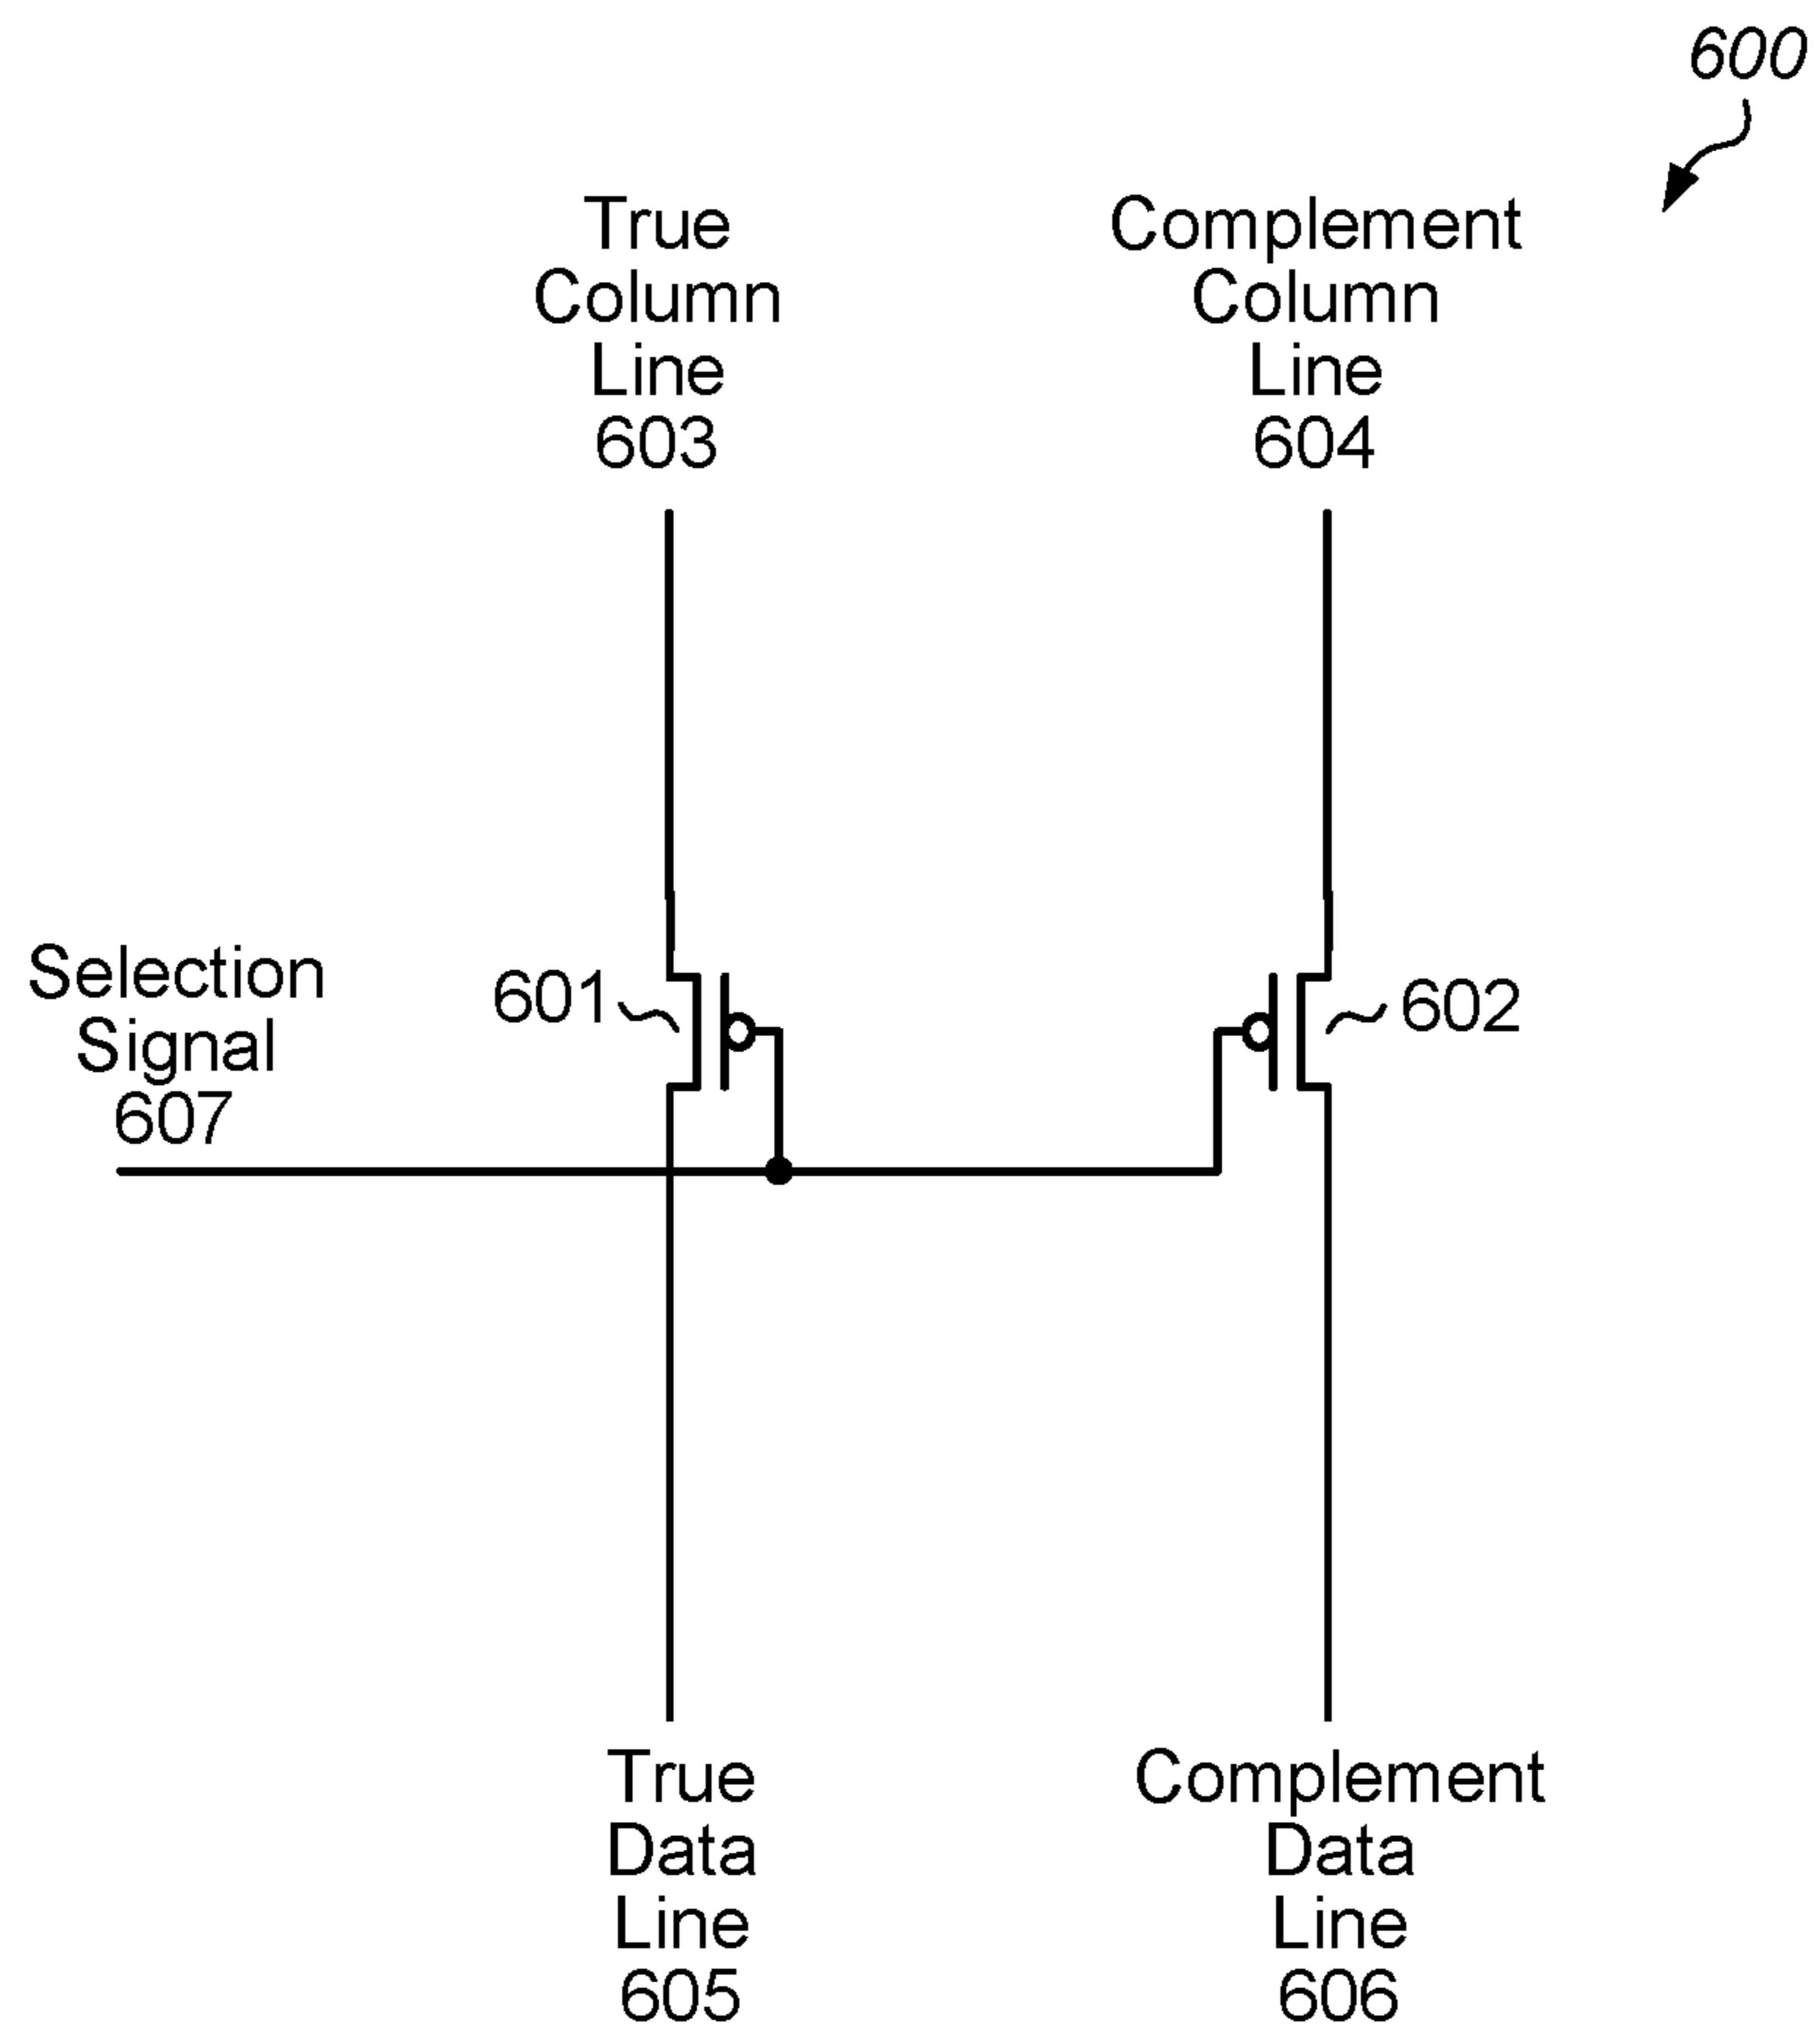 600
True
Column
Line
603
Complement
Column
Line
604
Selection
Signal
607
601
602
True
Data
Line
605
Complement
Data
Line
606